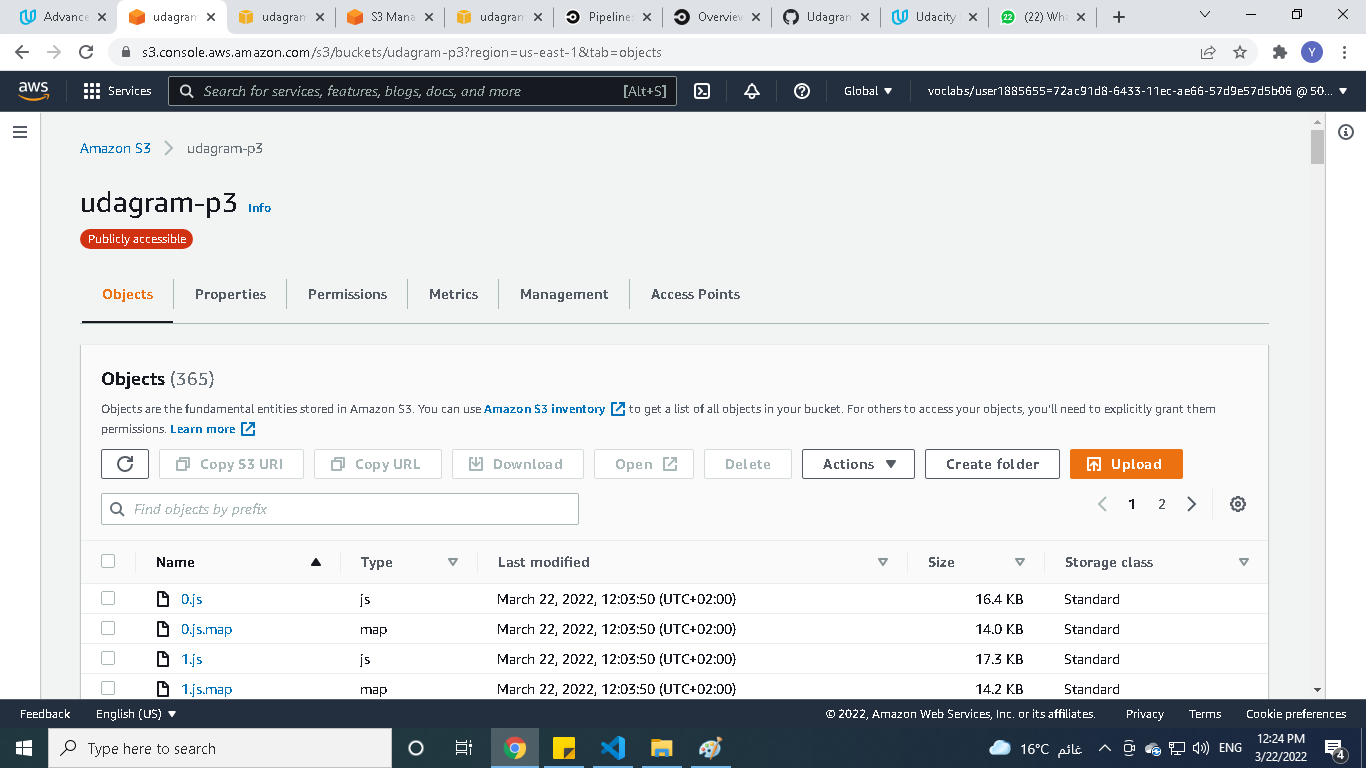 Advance
udagram
udagram
S3 Mana
udagram
Pipeline
Overview
Udagram
Udacity
(22) Wha
s3.console.aws.amazon.com/s3/buckets/udagram-p3?region=us-east-1&tab=objects
Y
aws
Services
Search for services, features, blogs, docs, and more
[Alt+S]
Global
voclabs/user1885655=72ac91d8-6433-11ec-ae66-57d9e57d5b06 @ 50...
Amazon S3
udagram-p3
udagram-p3 Info
Publicly accessible
Objects
Properties
Permissions
Metrics
Management
Access Points
Objects (365)
Objects are the fundamental entities stored in Amazon S3. You can use Amazon S3 inventory to get a list of all objects in your bucket. For others to access your objects, you'll need to explicitly grant them
permissions. Learn more
Copy S3 URI
Copy URL
Download
Open
Delete
Actions
Create folder
Upload
Find objects by prefix
1 2
Name Type Last modified Size Storage class
0.js js March 22, 2022, 12:03:50 (UTC+02:00) 16.4 KB Standard
0.js.map map March 22, 2022, 12:03:50 (UTC+02:00) 14.0 KB Standard
1.js js March 22, 2022, 12:03:50 (UTC+02:00) 17.3 KB Standard
1.js.map map March 22, 2022, 12:03:50 (UTC+02:00) 14.2 KB Standard
Feedback English (US)
© 2022, Amazon Web Services, Inc. or its affiliates. Privacy Terms Cookie preferences
Type here to search
16°C غائم
ENG
12:24 PM
3/22/2022
4